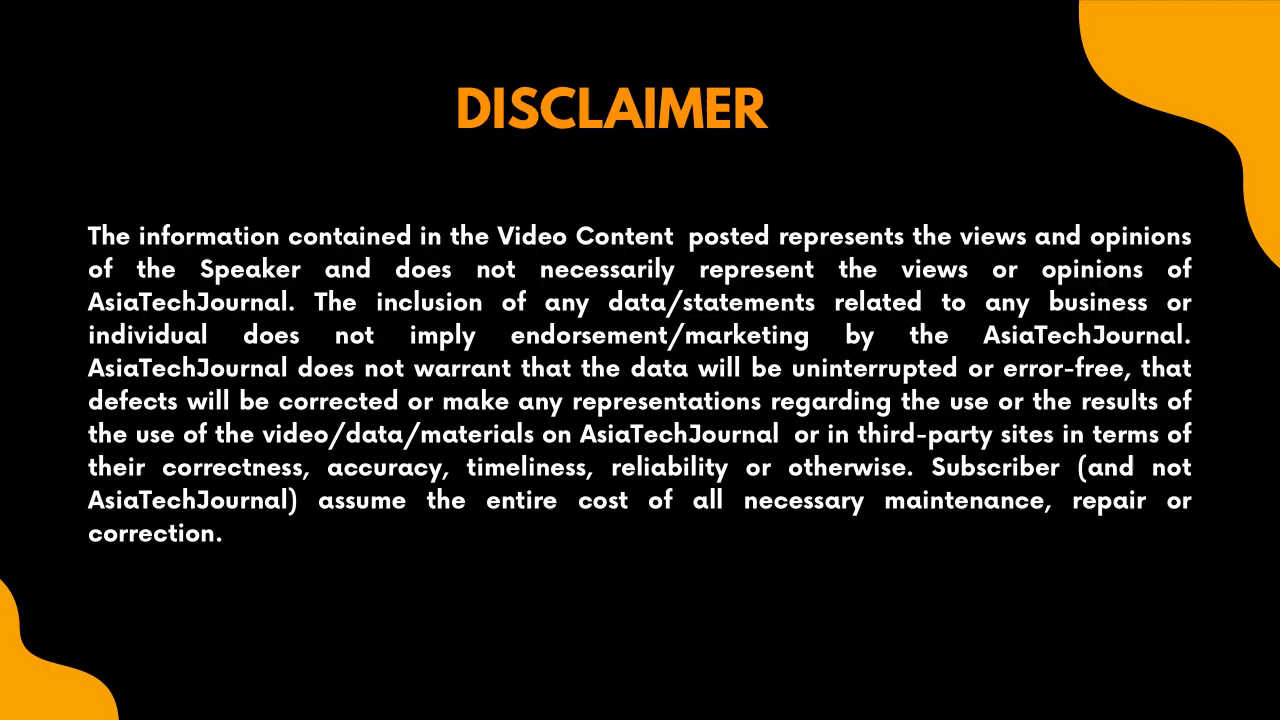 DISCLAIMER
The information contained in the Video Content posted represents the views and opinions
of the Speaker and does not necessarily represent the views or opinions of
AsiaTechJournal. The inclusion of any data/statements related to any business or
individual does not imply endorsement/marketing by the AsiaTechJournal.
AsiaTechJournal does not warrant that the data will be uninterrupted or error-free, that
defects will be corrected or make any representations regarding the use or the results of
the use of the video/data/materials on AsiaTechJournal or in third-party sites in terms of
their correctness, accuracy, timeliness, reliability or otherwise. Subscriber (and not
AsiaTechJournal) assume the entire cost of all necessary maintenance, repair or
correction.